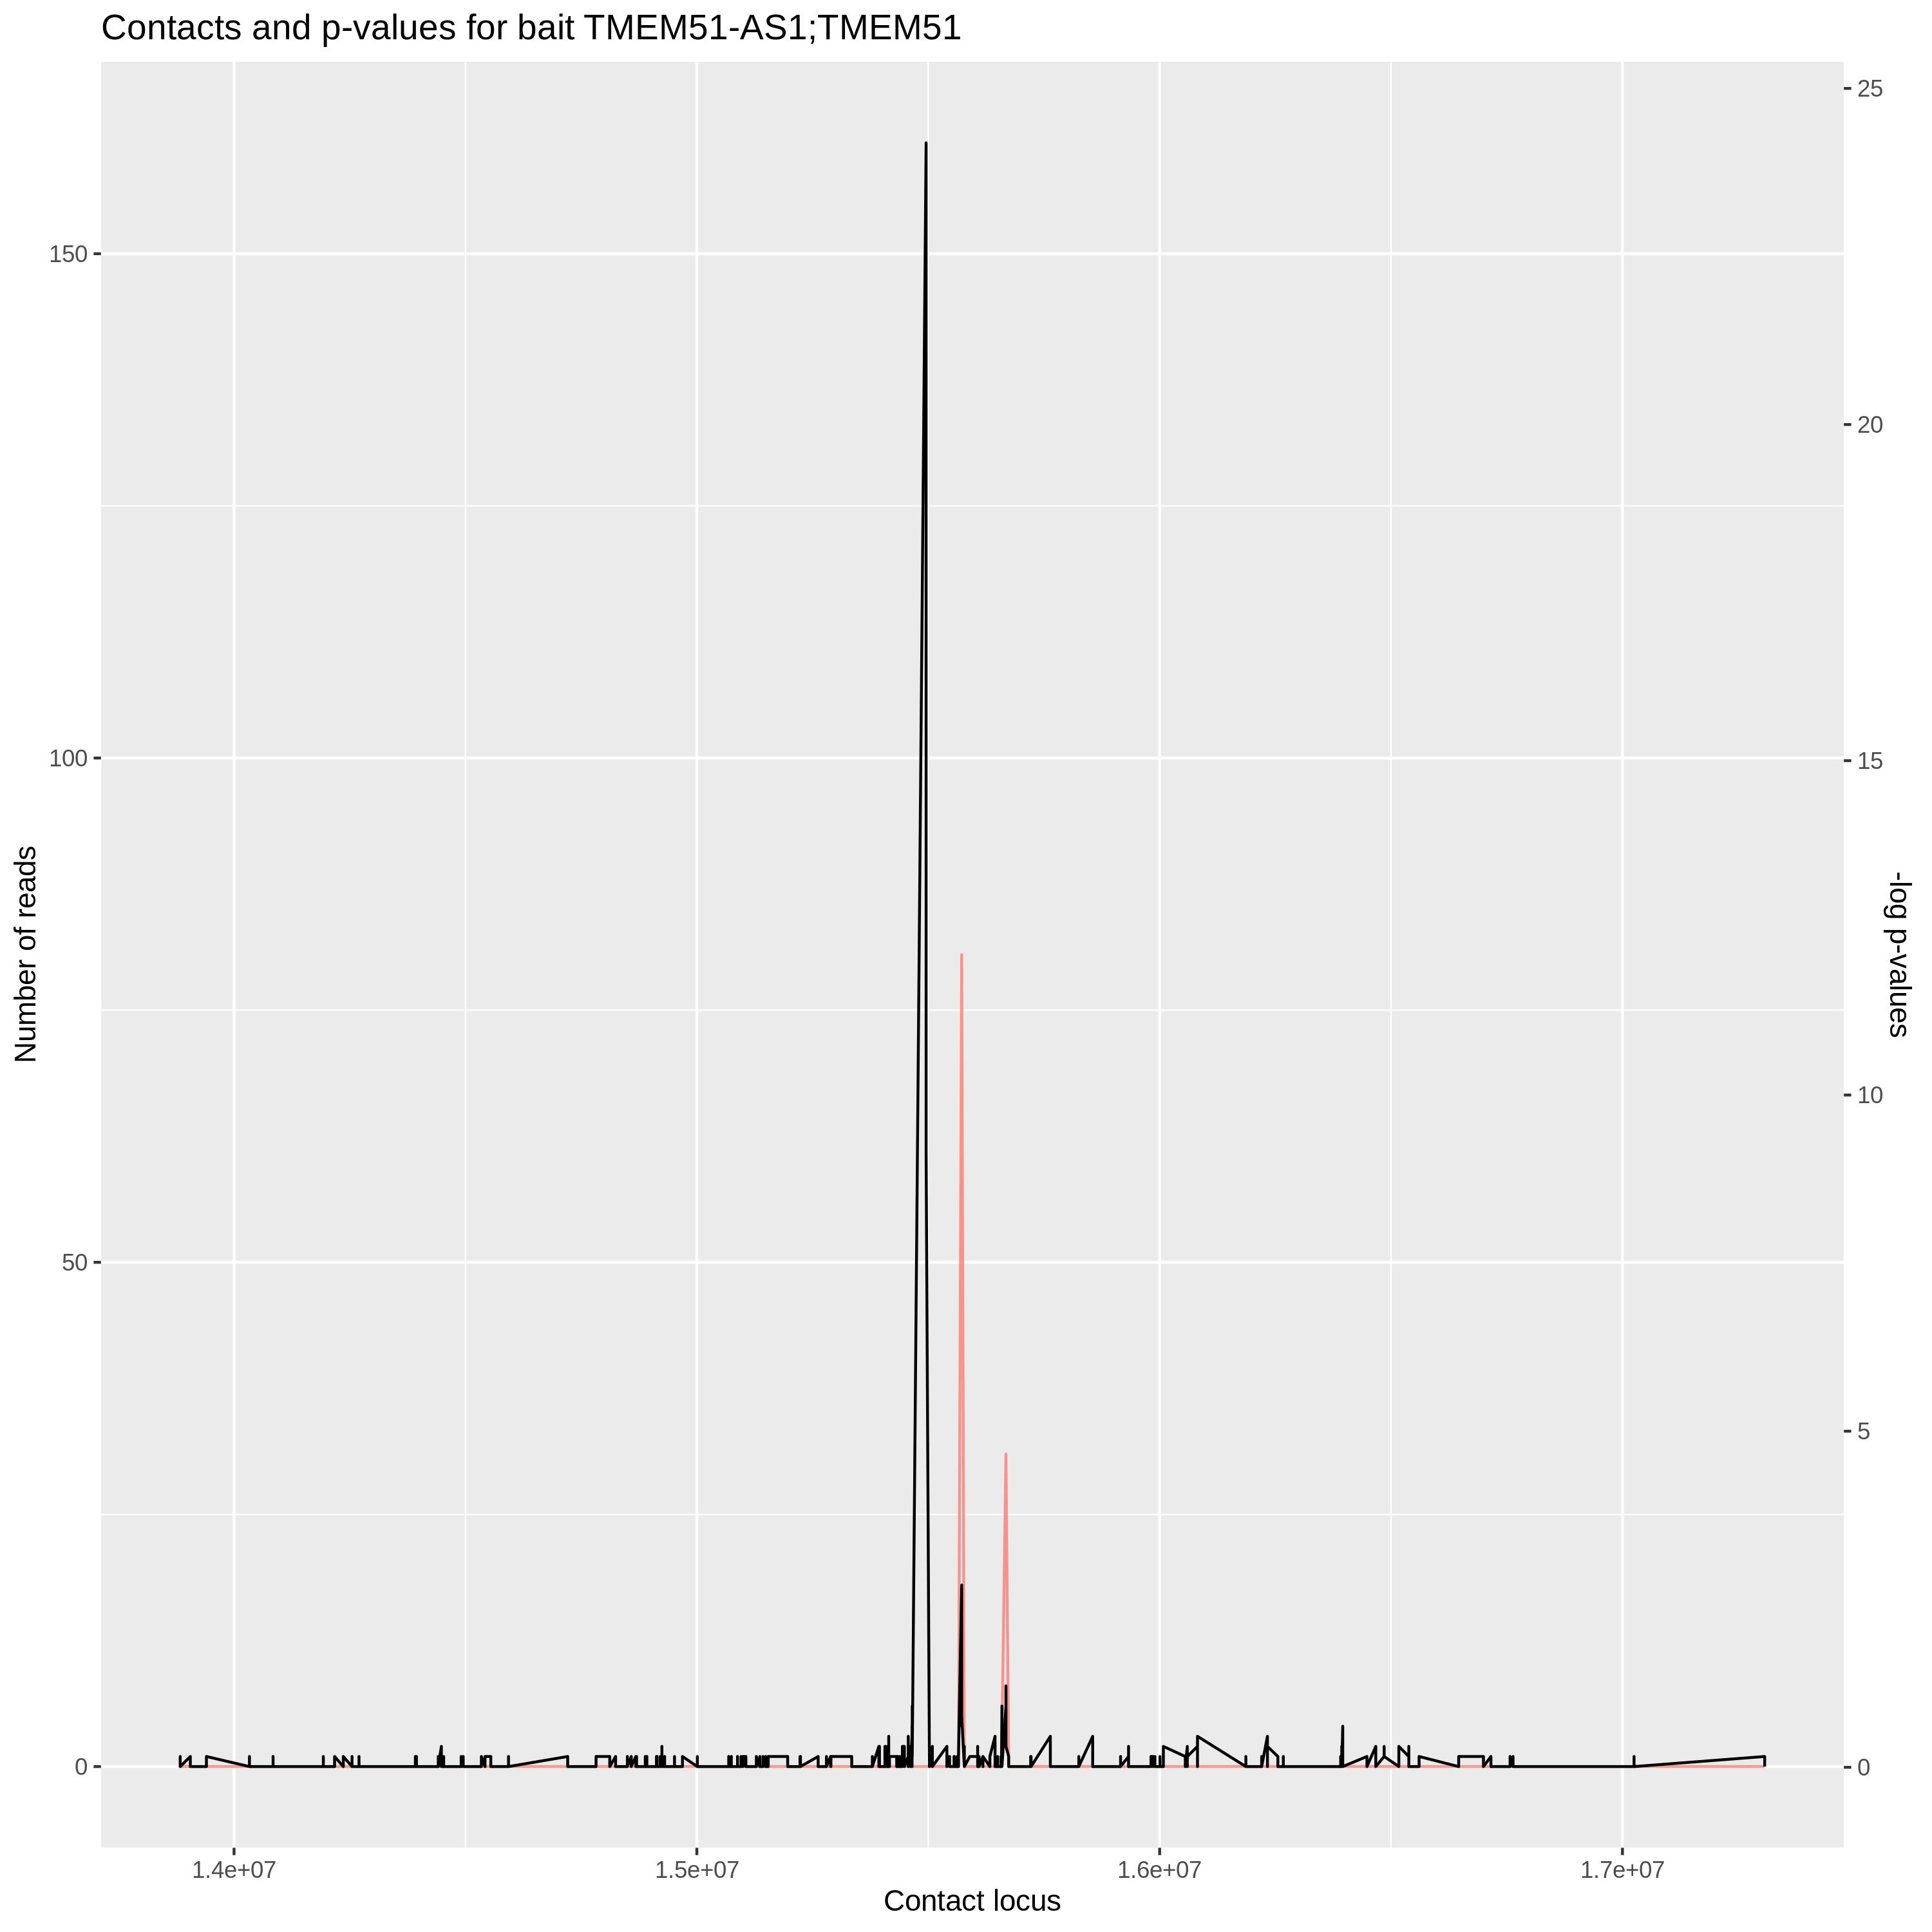 Contacts and p-values for bait TMEM51-AS1;TMEM51
Number of reads
150
100
50
0
25
20
15
10
5
0
-log p-values
1.4e+07 1.5e+07 1.6e+07 1.7e+07
Contact locus